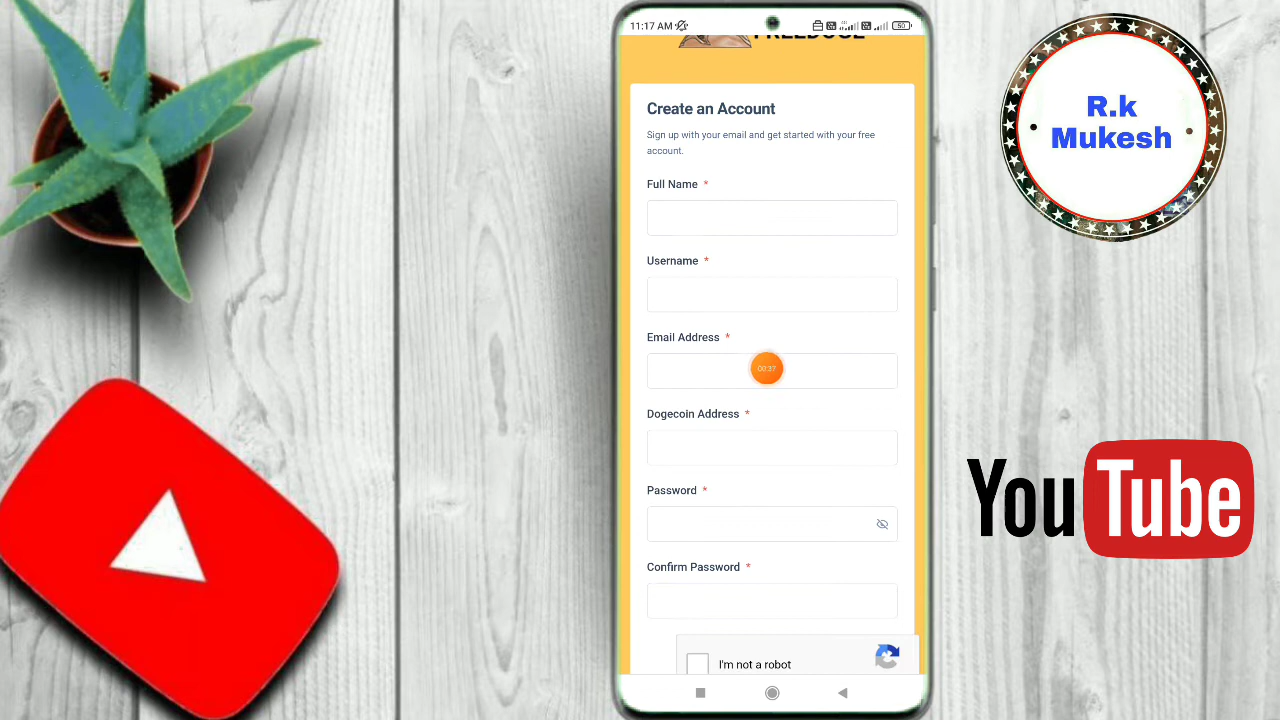 11:17 AM
50
Create an Account
Sign up with your email and get started with your free
account.
Full Name *
Username *
Email Address *
00:37
Dogecoin Address *
Password *
Confirm Password *
I'm not a robot
R.k
Mukesh
YouTube